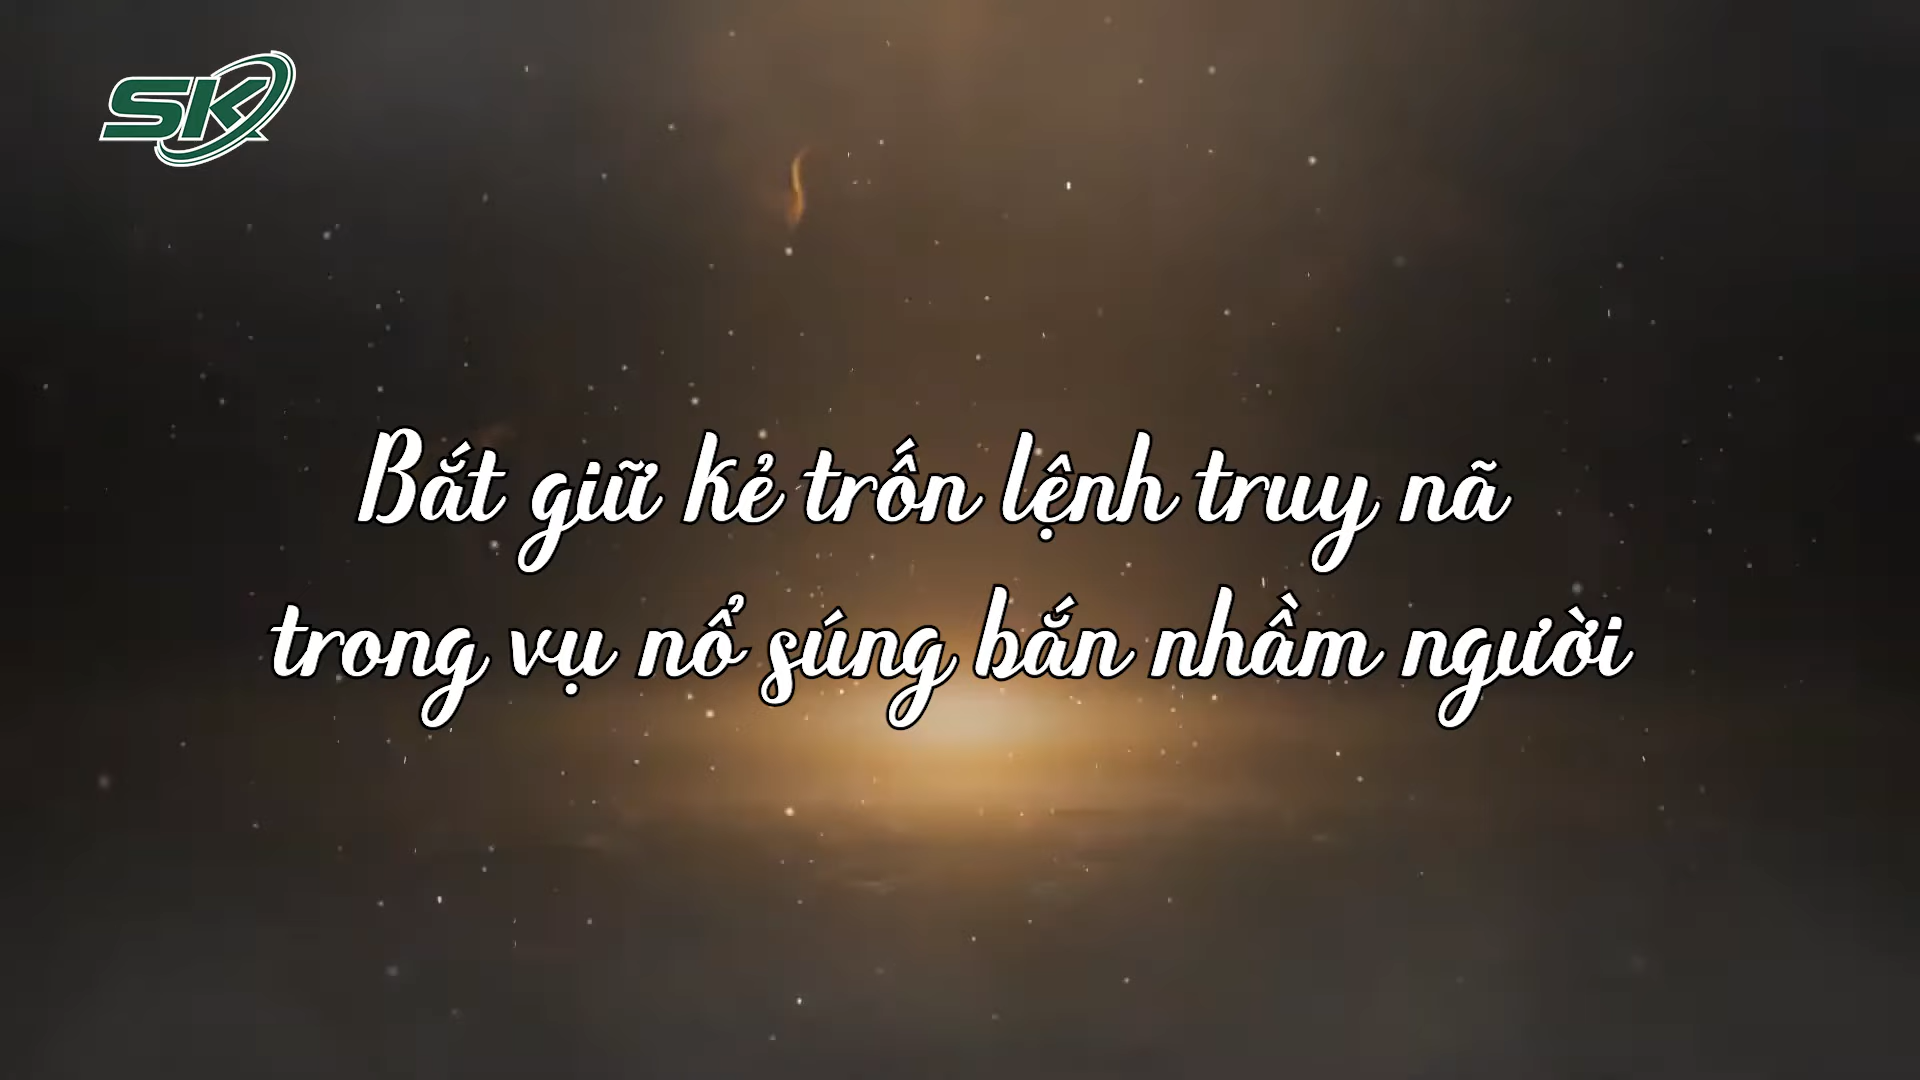 SK
Bắt giữ kẻ trốn lệnh truy nã
trong vụ nổ súng bắn nhầm người